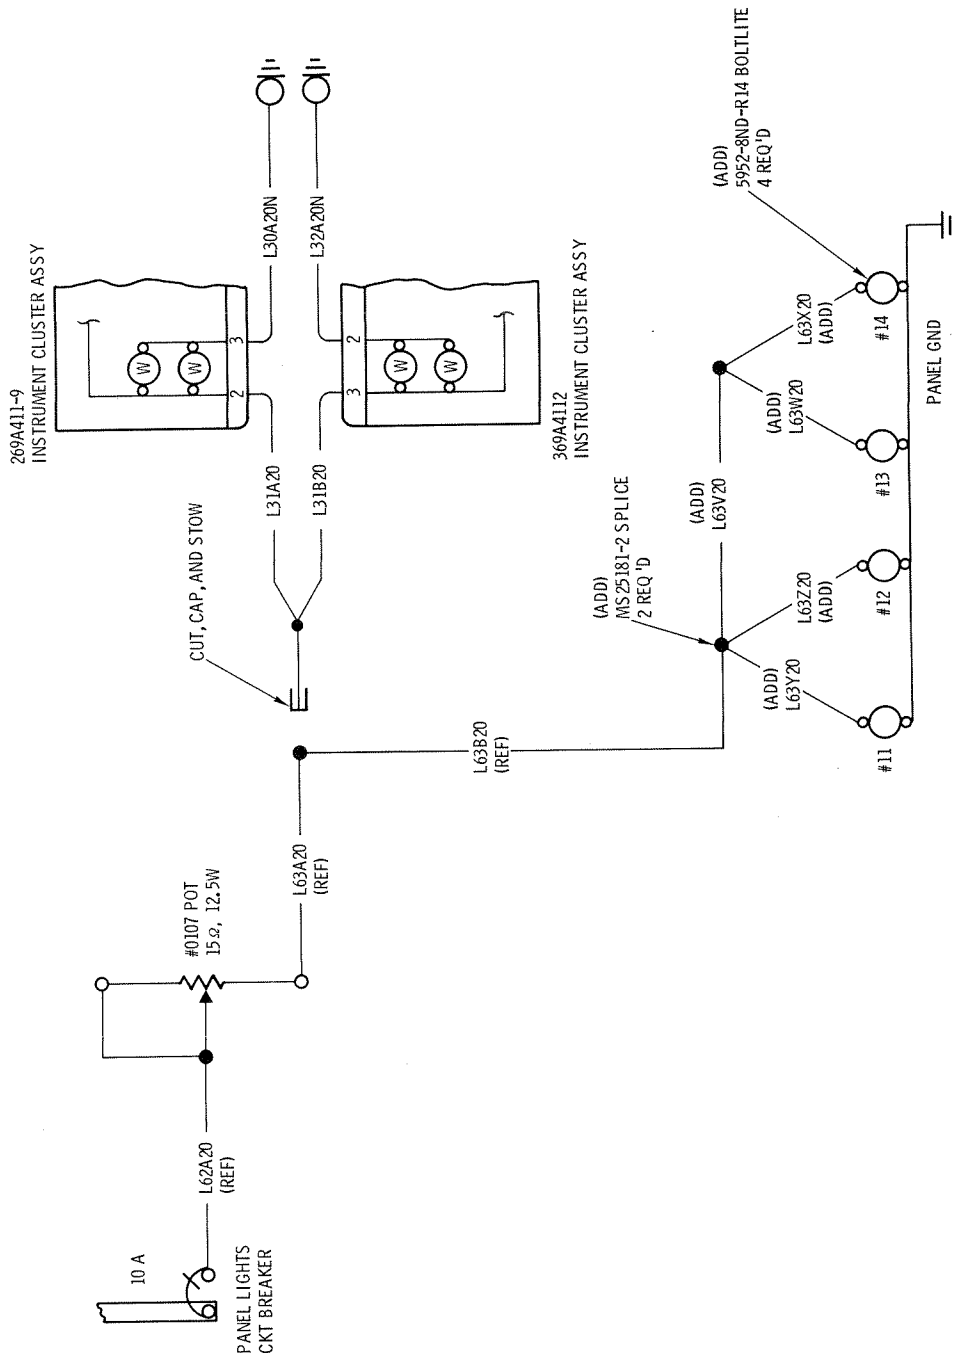 PANEL LIGHTS
CKT BREAKER
10 A
L62A20
(REF)
#0107 POT
15Ω, 12.5W
L63A20
(REF)
CUT, CAP, AND STOW
L31A20
L31B20
269A411-9
INSTRUMENT CLUSTER ASSY
W
W
2
3
L30A20N
L32A20N
3
2
W
W
369A4112
INSTRUMENT CLUSTER ASSY
L63B20
(REF)
(ADD)
MS25181-2 SPLICE
2 REQ'D
(ADD)
L63V20
(ADD)
L63Y20
L63Z20
(ADD)
(ADD)
L63W20
L63X20
(ADD)
(ADD)
5952-8ND-R14 BOLTLITE
4 REQ'D
#11
#12
#13
#14
PANEL GND